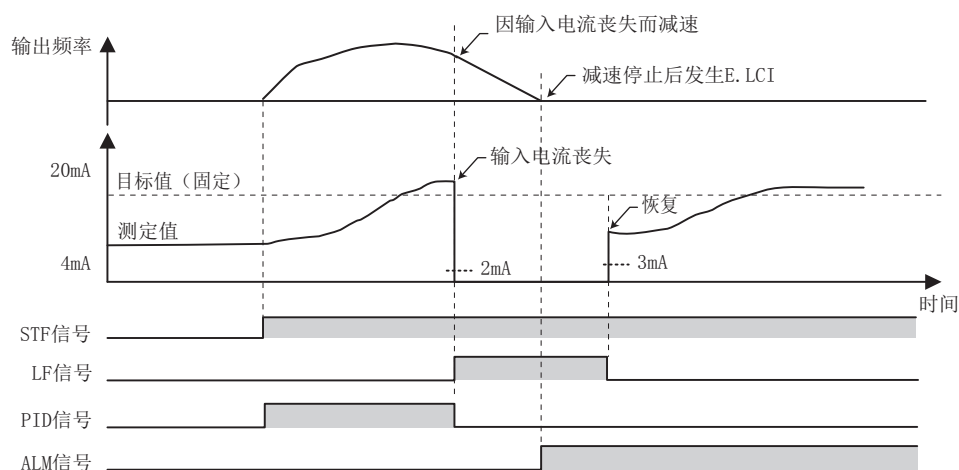 因输入电流丧失而减速
输出频率
减速停止后发生E.LCI
20mA
输入电流丧失
目标值（固定）
恢复
测定值
4mA
2mA
3mA
时间
STF信号
LF信号
PID信号
ALM信号